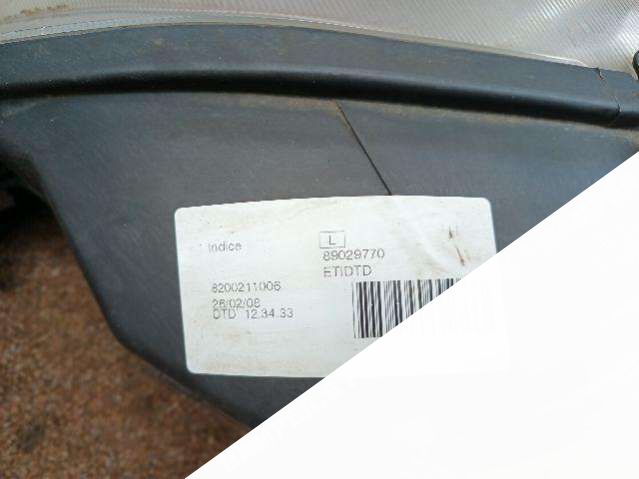 Indice
L
89029770
ETIDTD
8200211006
26/02/08
DTD 12.34.33